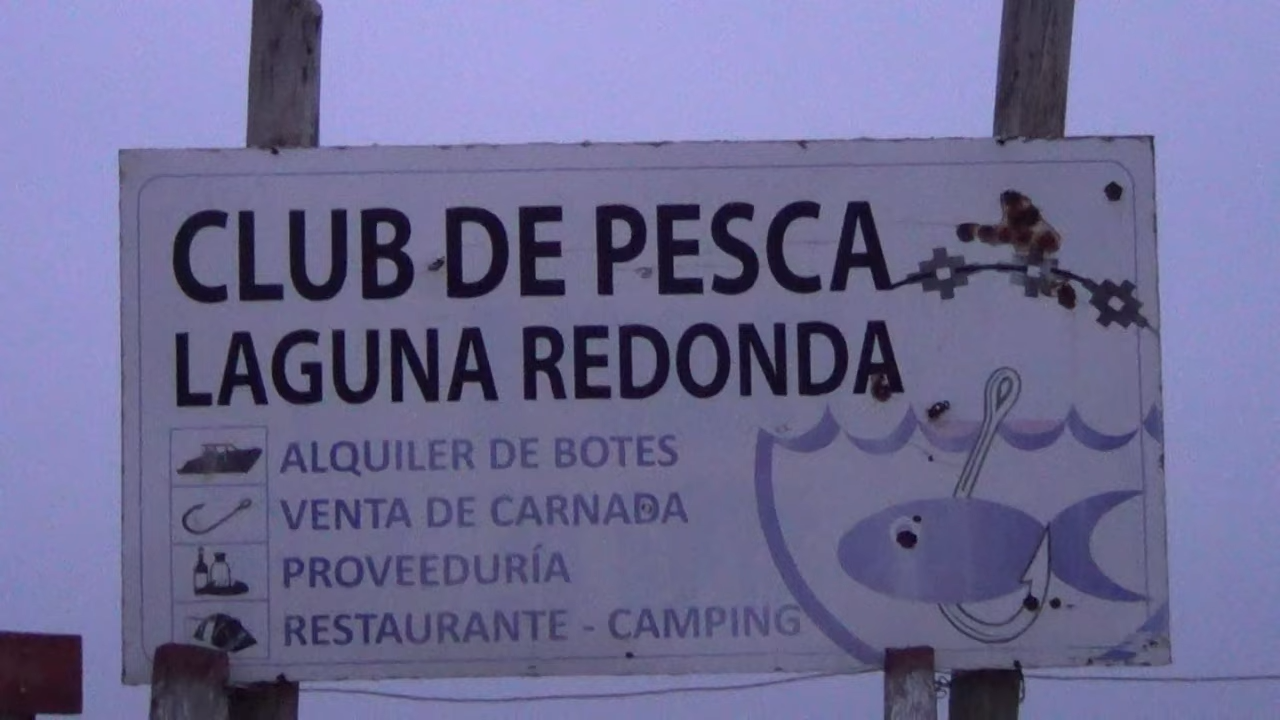 CLUB DE PESCA
LAGUNA REDONDA
ALQUILER DE BOTES
VENTA DE CARNADA
PROVEEDURÍA
RESTAURANTE - CAMPING